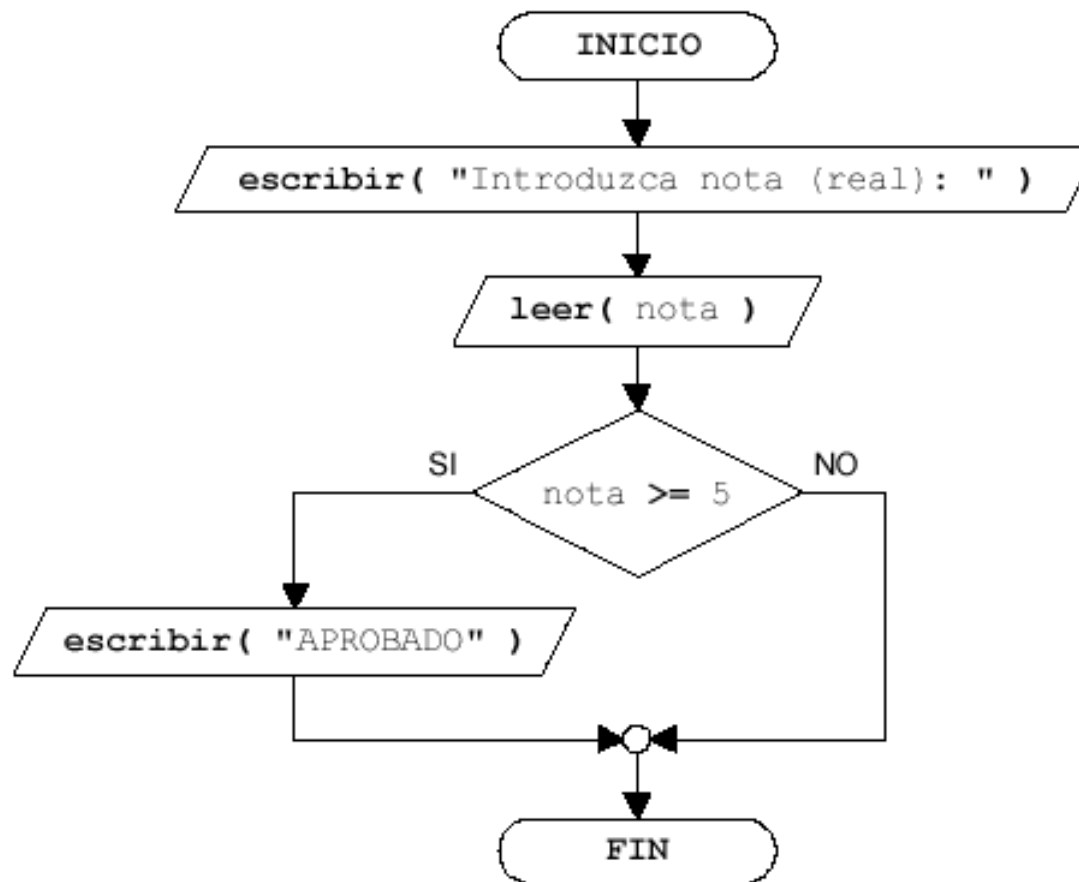 INICIO
escribir( "Introduzca nota (real): " )
leer( nota )
SI
NO
nota >= 5
escribir( "APROBADO" )
FIN